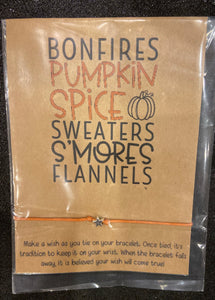 BONFIRES
PUMPKIN
SPICE
SWEATERS
S'MORES
FLANNELS
Make a wish as you tie on your bracelet. Once tied, it's
tradition to keep it on your wrist. When the bracelet falls
away, it is believed your wish will come true!